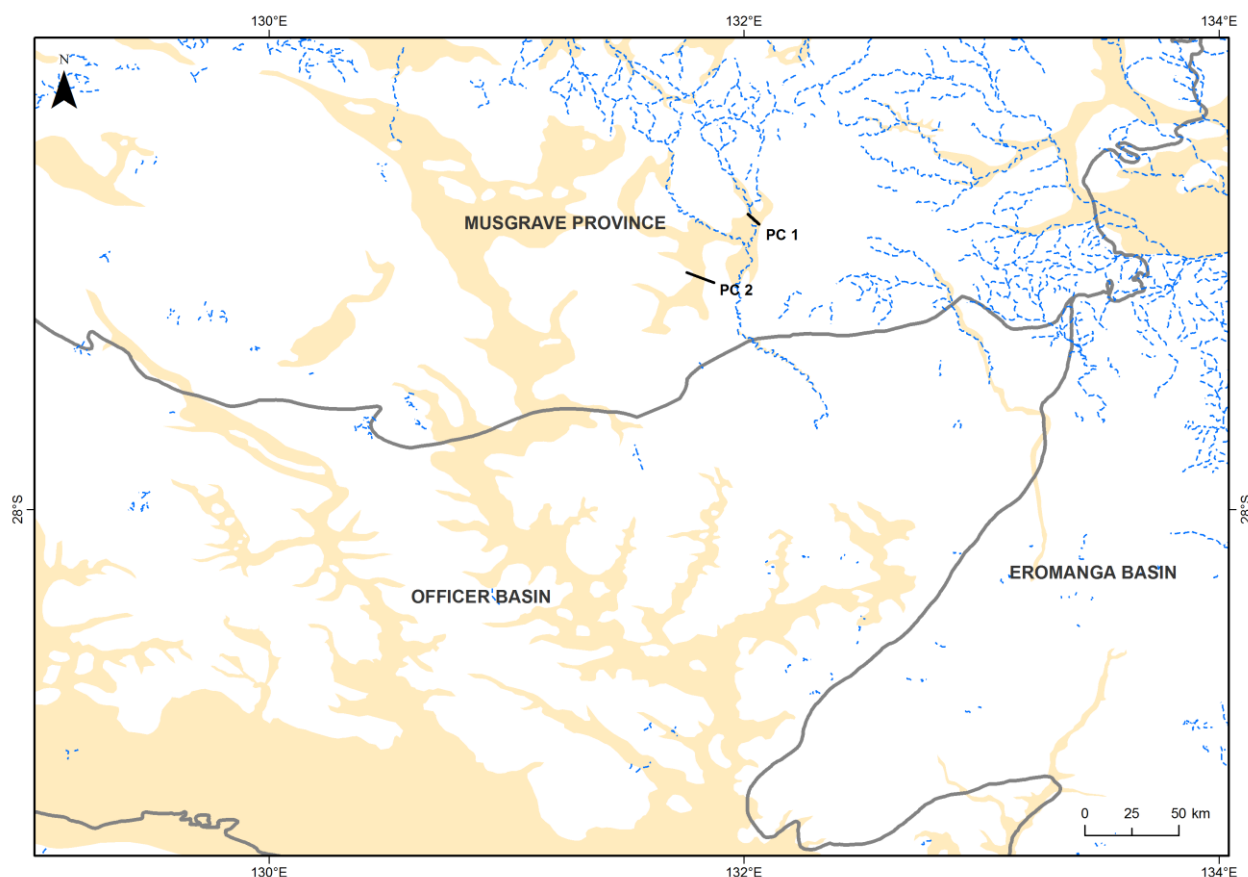 130°E
132°E
134°E
N
MUSGRAVE PROVINCE
PC 1
PC 2
28°S
28°S
EROMANGA BASIN
OFFICER BASIN
0 25 50 km
130°E
132°E
134°E